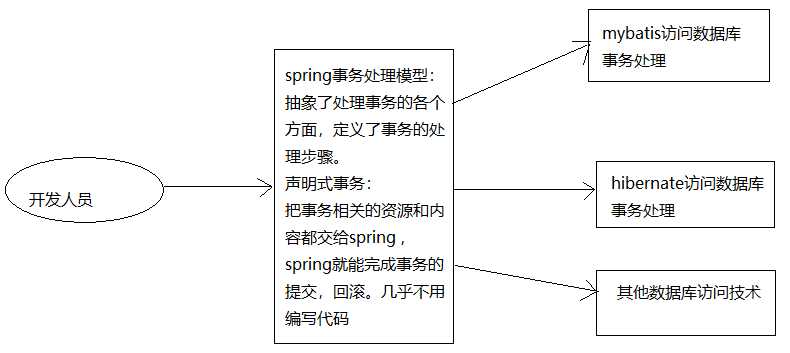 开发人员
spring事务处理模型：
抽象了处理事务的各个
方面，定义了事务的处
理步骤。
声明式事务：
把事务相关的资源和内
容都交给spring，
spring就能完成事务的
提交，回滚。几乎不用
编写代码
mybatis访问数据库
事务处理
hibernate访问数据库
事务处理
其他数据库访问技术